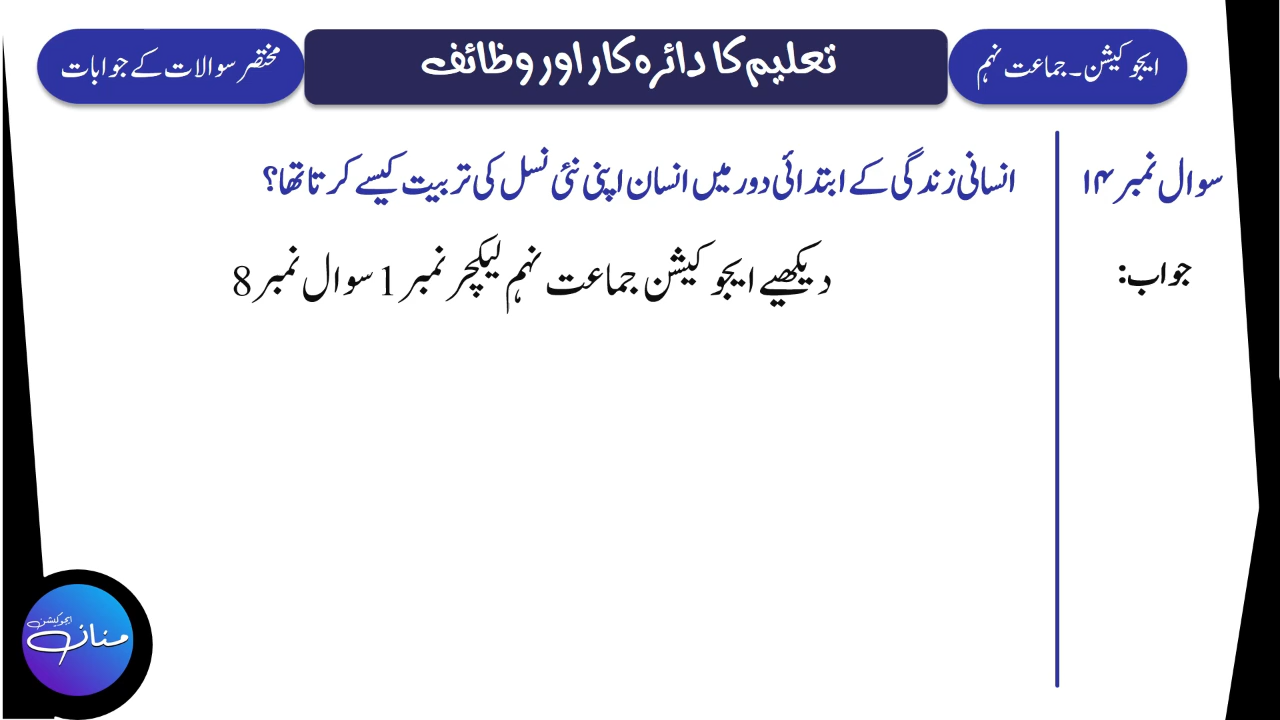 ایجوکیشن۔جماعت نہم
تعلیم کا دائرہ کار اور وظائف
مختصر سوالات کے جوابات
سوال نمبر ۱۴
انسانی زندگی کے ابتدائی دور میں انسان اپنی نئی نسل کی تربیت کیسے کرتا تھا؟
جواب:
دیکھیے ایجوکیشن جماعت نہم لیکچر نمبر 1 سوال نمبر 8
ایجوکیشن
منان